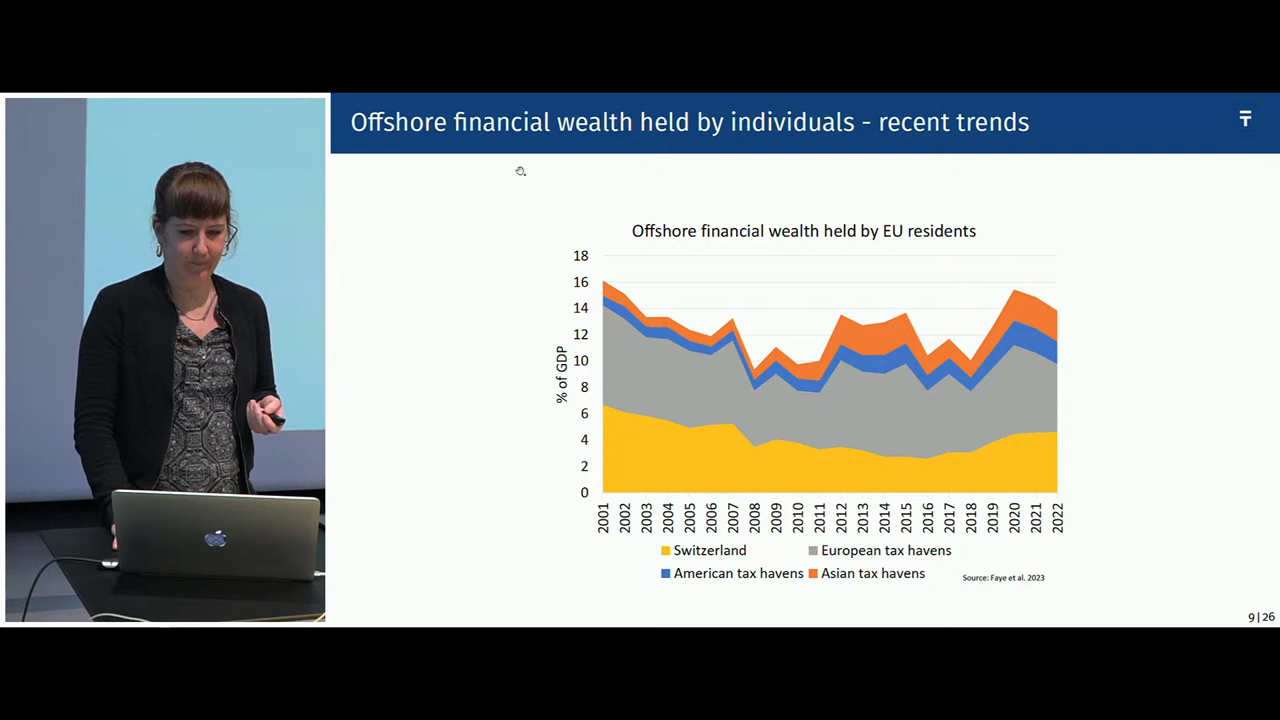 Offshore financial wealth held by individuals - recent trends
Offshore financial wealth held by EU residents
% of GDP
18
16
14
12
10
8
6
4
2
0
2001 2002 2003 2004 2005 2006 2007 2008 2009 2010 2011 2012 2013 2014 2015 2016 2017 2018 2019 2020 2021 2022
Switzerland European tax havens
American tax havens Asian tax havens
Source: Faye et al. 2023
9|26